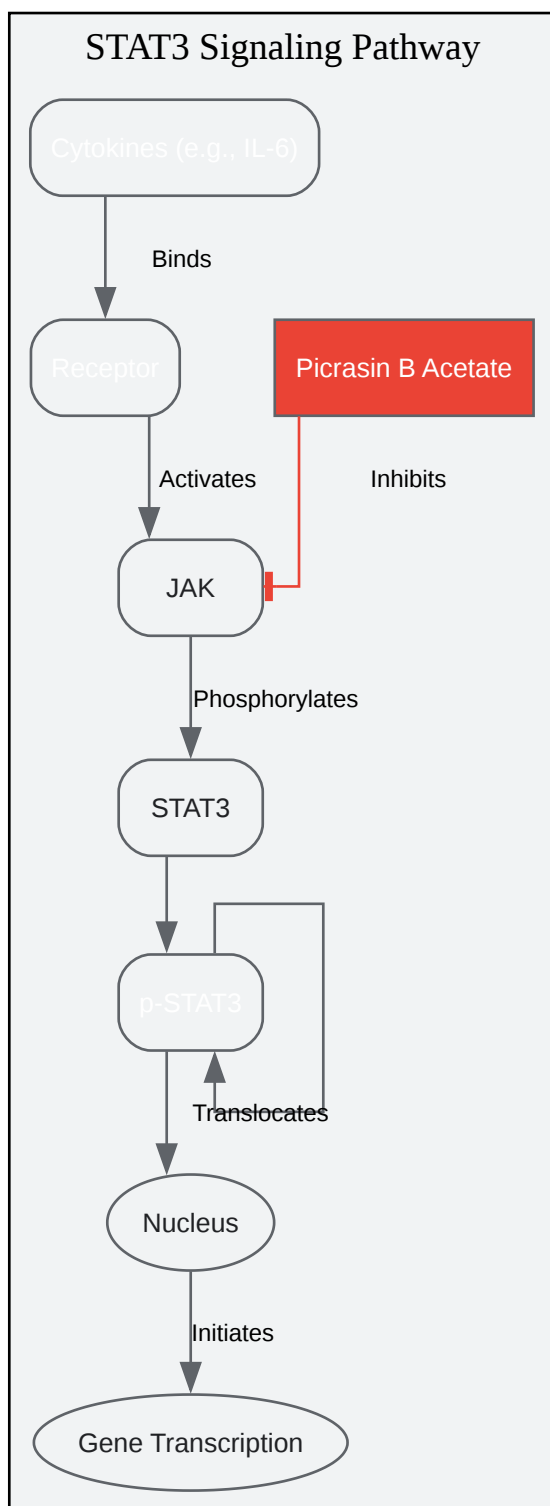 STAT3 Signaling Pathway
Cytokines (e.g., IL-6)
Binds
Receptor
Picrasin B Acetate
Activates
Inhibits
JAK
Phosphorylates
STAT3
p-STAT3
Translocates
Nucleus
Initiates
Gene Transcription